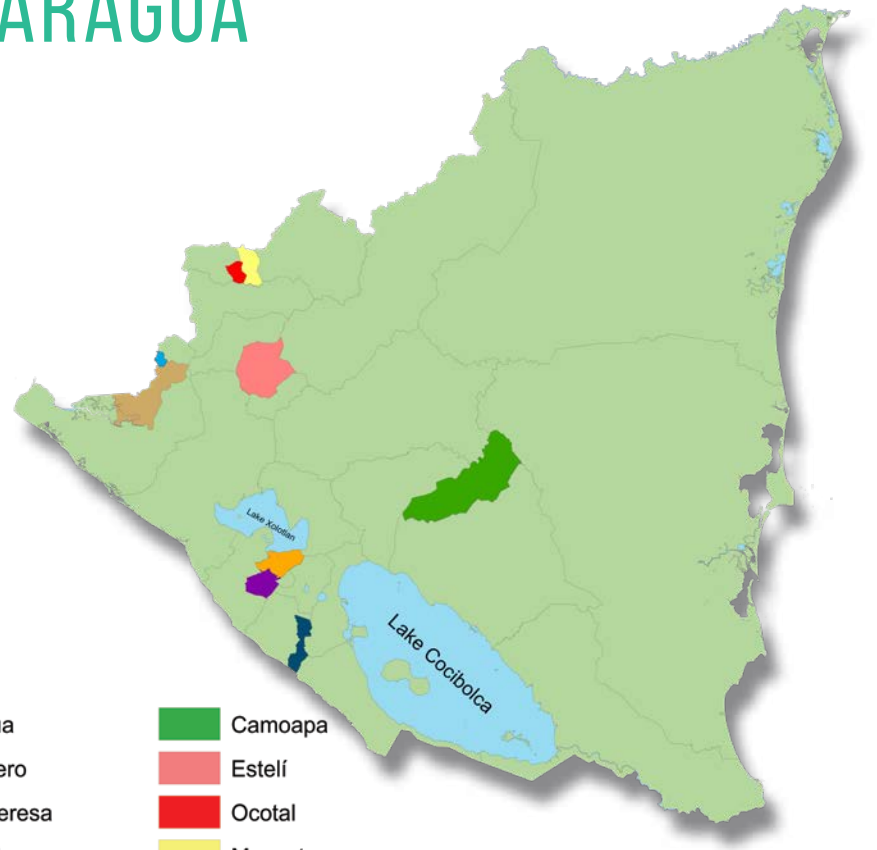 ARAGUA
Lake Xolotlan
Lake Cocibolca
Camoapa
Estelí
Ocotal